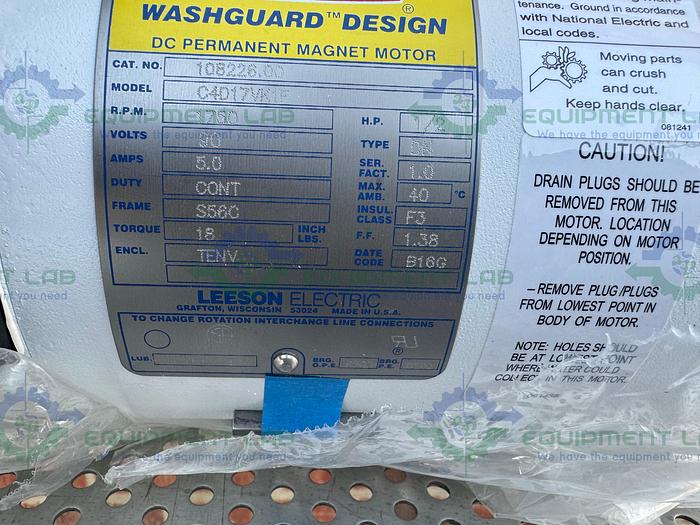 WASHGUARD™ DESIGN ®
DC PERMANENT MAGNET MOTOR
CAT. NO. 108226.00
MODEL C4D17VK1F
R.P.M. 1750
VOLTS 90
AMPS 5.0
DUTY CONT
FRAME S56C
TORQUE 18 INCH LBS.
ENCL. TENV
H.P. 1/2
TYPE DN
SER. FACT. 1.0
MAX. AMB. 40 °C
INSUL. CLASS F3
F.F. 1.38
DATE CODE B16G
LEESON ELECTRIC
GRAFTON, WISCONSIN 53024 MADE IN U.S.A.
TO CHANGE ROTATION INTERCHANGE LINE CONNECTIONS
LUB.
BRG. O.P.E.
BRG. P.E.
tenance. Ground in accordance
with National Electric and
local codes.
Moving parts
can crush
and cut.
Keep hands clear.
081241
CAUTION!
DRAIN PLUGS SHOULD BE
REMOVED FROM THIS
MOTOR. LOCATION
DEPENDING ON MOTOR
POSITION.
– REMOVE PLUG/PLUGS
FROM LOWEST POINT IN
BODY OF MOTOR.
NOTE: HOLES SHOULD
BE AT LOWEST POINT
WHERE WATER COULD
COLLECT IN THIS MOTOR.
EQUIPMENT LAB
We have the equipment you need